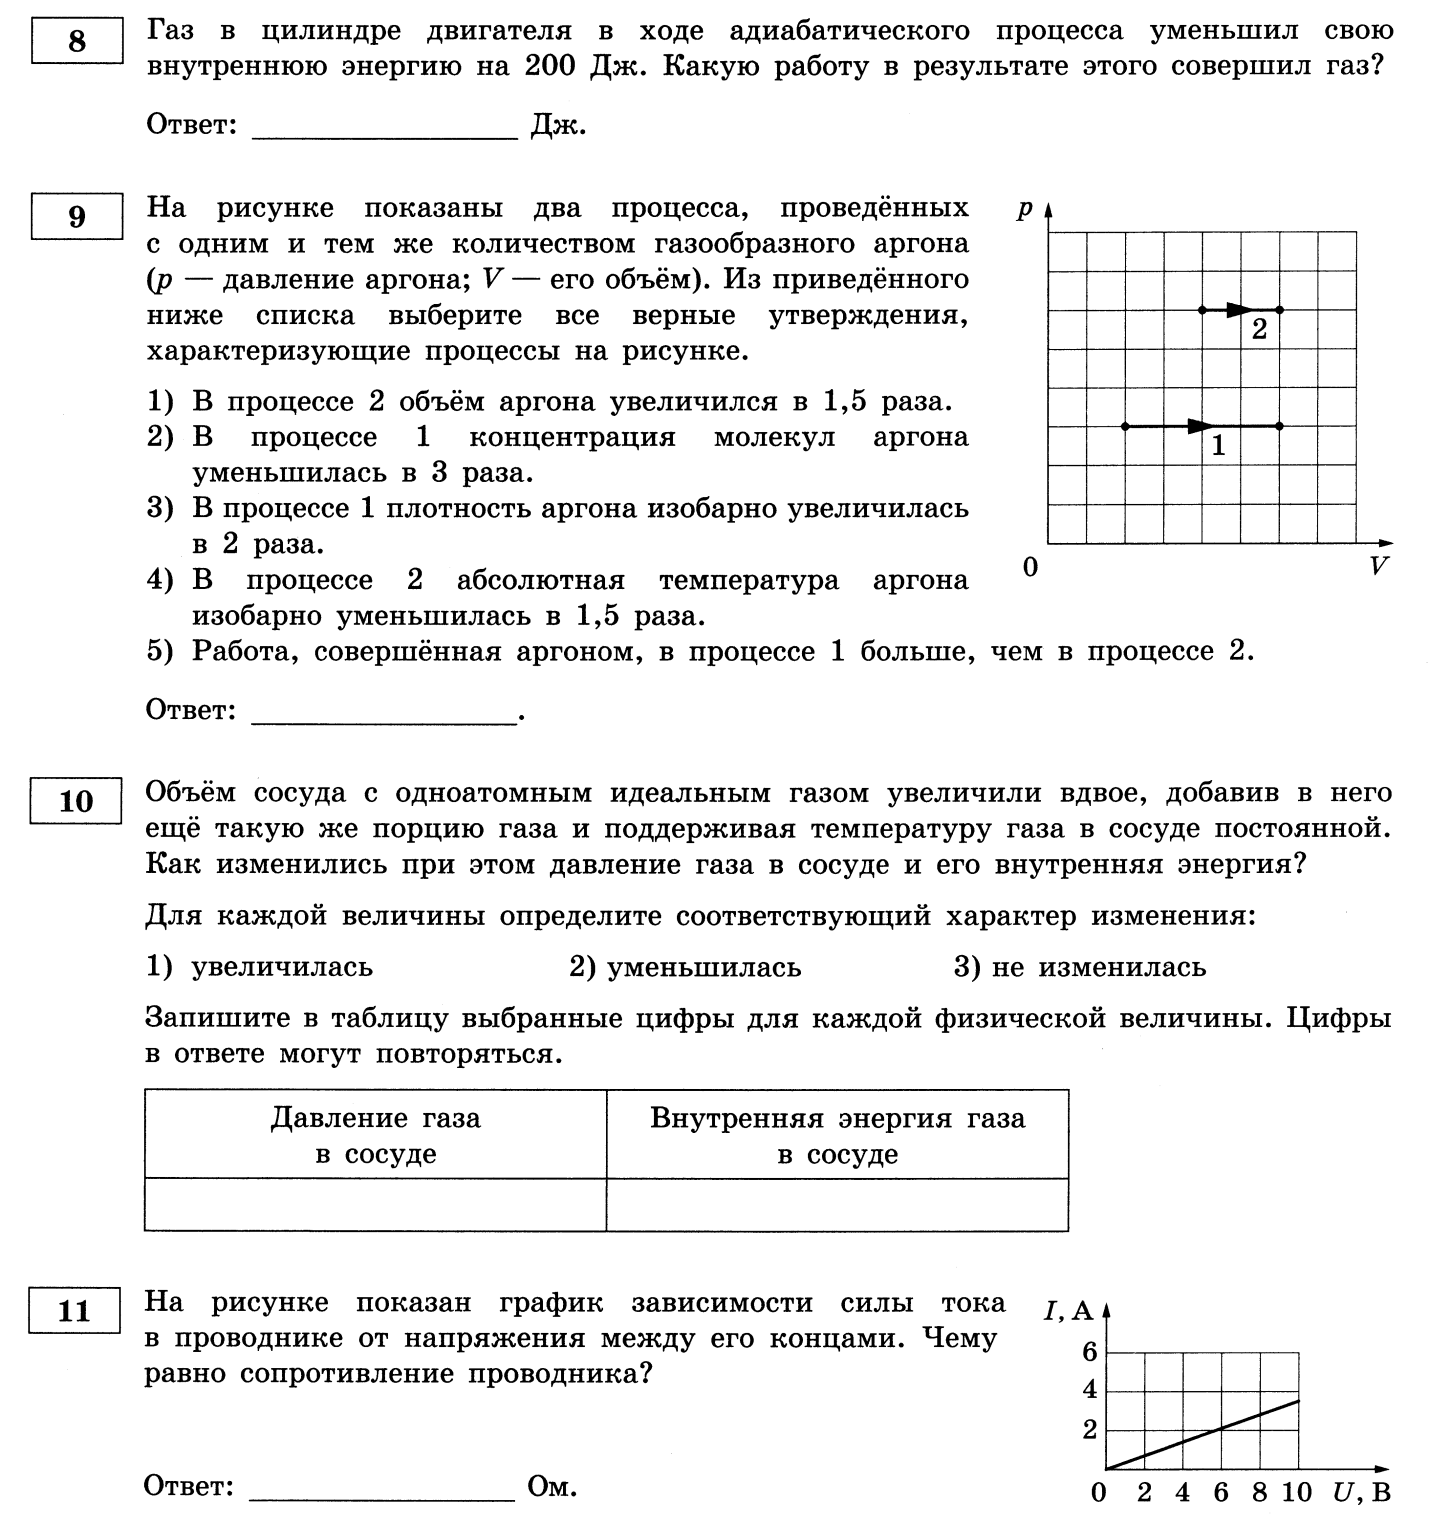 8
Газ в цилиндре двигателя в ходе адиабатического процесса уменьшил свою
внутреннюю энергию на 200 Дж. Какую работу в результате этого совершил газ?
Ответ: ________________ Дж.
9
На рисунке показаны два процесса, проведённых
с одним и тем же количеством газообразного аргона
(p — давление аргона; V — его объём). Из приведённого
ниже списка выберите все верные утверждения,
характеризующие процессы на рисунке.
1) В процессе 2 объём аргона увеличился в 1,5 раза.
2) В процессе 1 концентрация молекул аргона
уменьшилась в 3 раза.
3) В процессе 1 плотность аргона изобарно увеличилась
в 2 раза.
4) В процессе 2 абсолютная температура аргона
изобарно уменьшилась в 1,5 раза.
5) Работа, совершённая аргоном, в процессе 1 больше, чем в процессе 2.
p
2
1
0
V
Ответ: ________________.
10
Объём сосуда с одноатомным идеальным газом увеличили вдвое, добавив в него
ещё такую же порцию газа и поддерживая температуру газа в сосуде постоянной.
Как изменились при этом давление газа в сосуде и его внутренняя энергия?
Для каждой величины определите соответствующий характер изменения:
1) увеличилась 2) уменьшилась 3) не изменилась
Запишите в таблицу выбранные цифры для каждой физической величины. Цифры
в ответе могут повторяться.
Давление газа
в сосуде
Внутренняя энергия газа
в сосуде
11
На рисунке показан график зависимости силы тока
в проводнике от напряжения между его концами. Чему
равно сопротивление проводника?
I, А
6
4
2
0 2 4 6 8 10 U, В
Ответ: ________________ Ом.